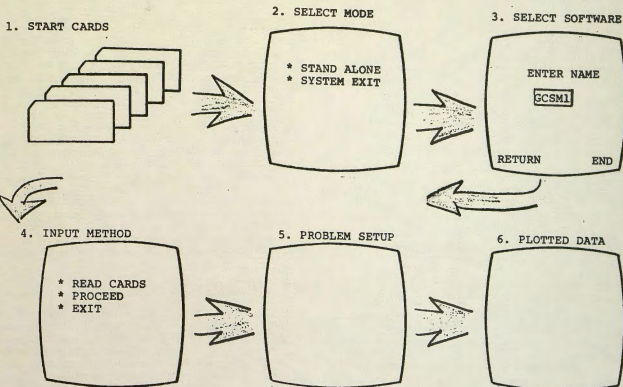 1. START CARDS
2. SELECT MODE
* STAND ALONE
* SYSTEM EXIT
3. SELECT SOFTWARE
ENTER NAME
GCSM1
RETURN END
4. INPUT METHOD
* READ CARDS
* PROCEED
* EXIT
5. PROBLEM SETUP
6. PLOTTED DATA